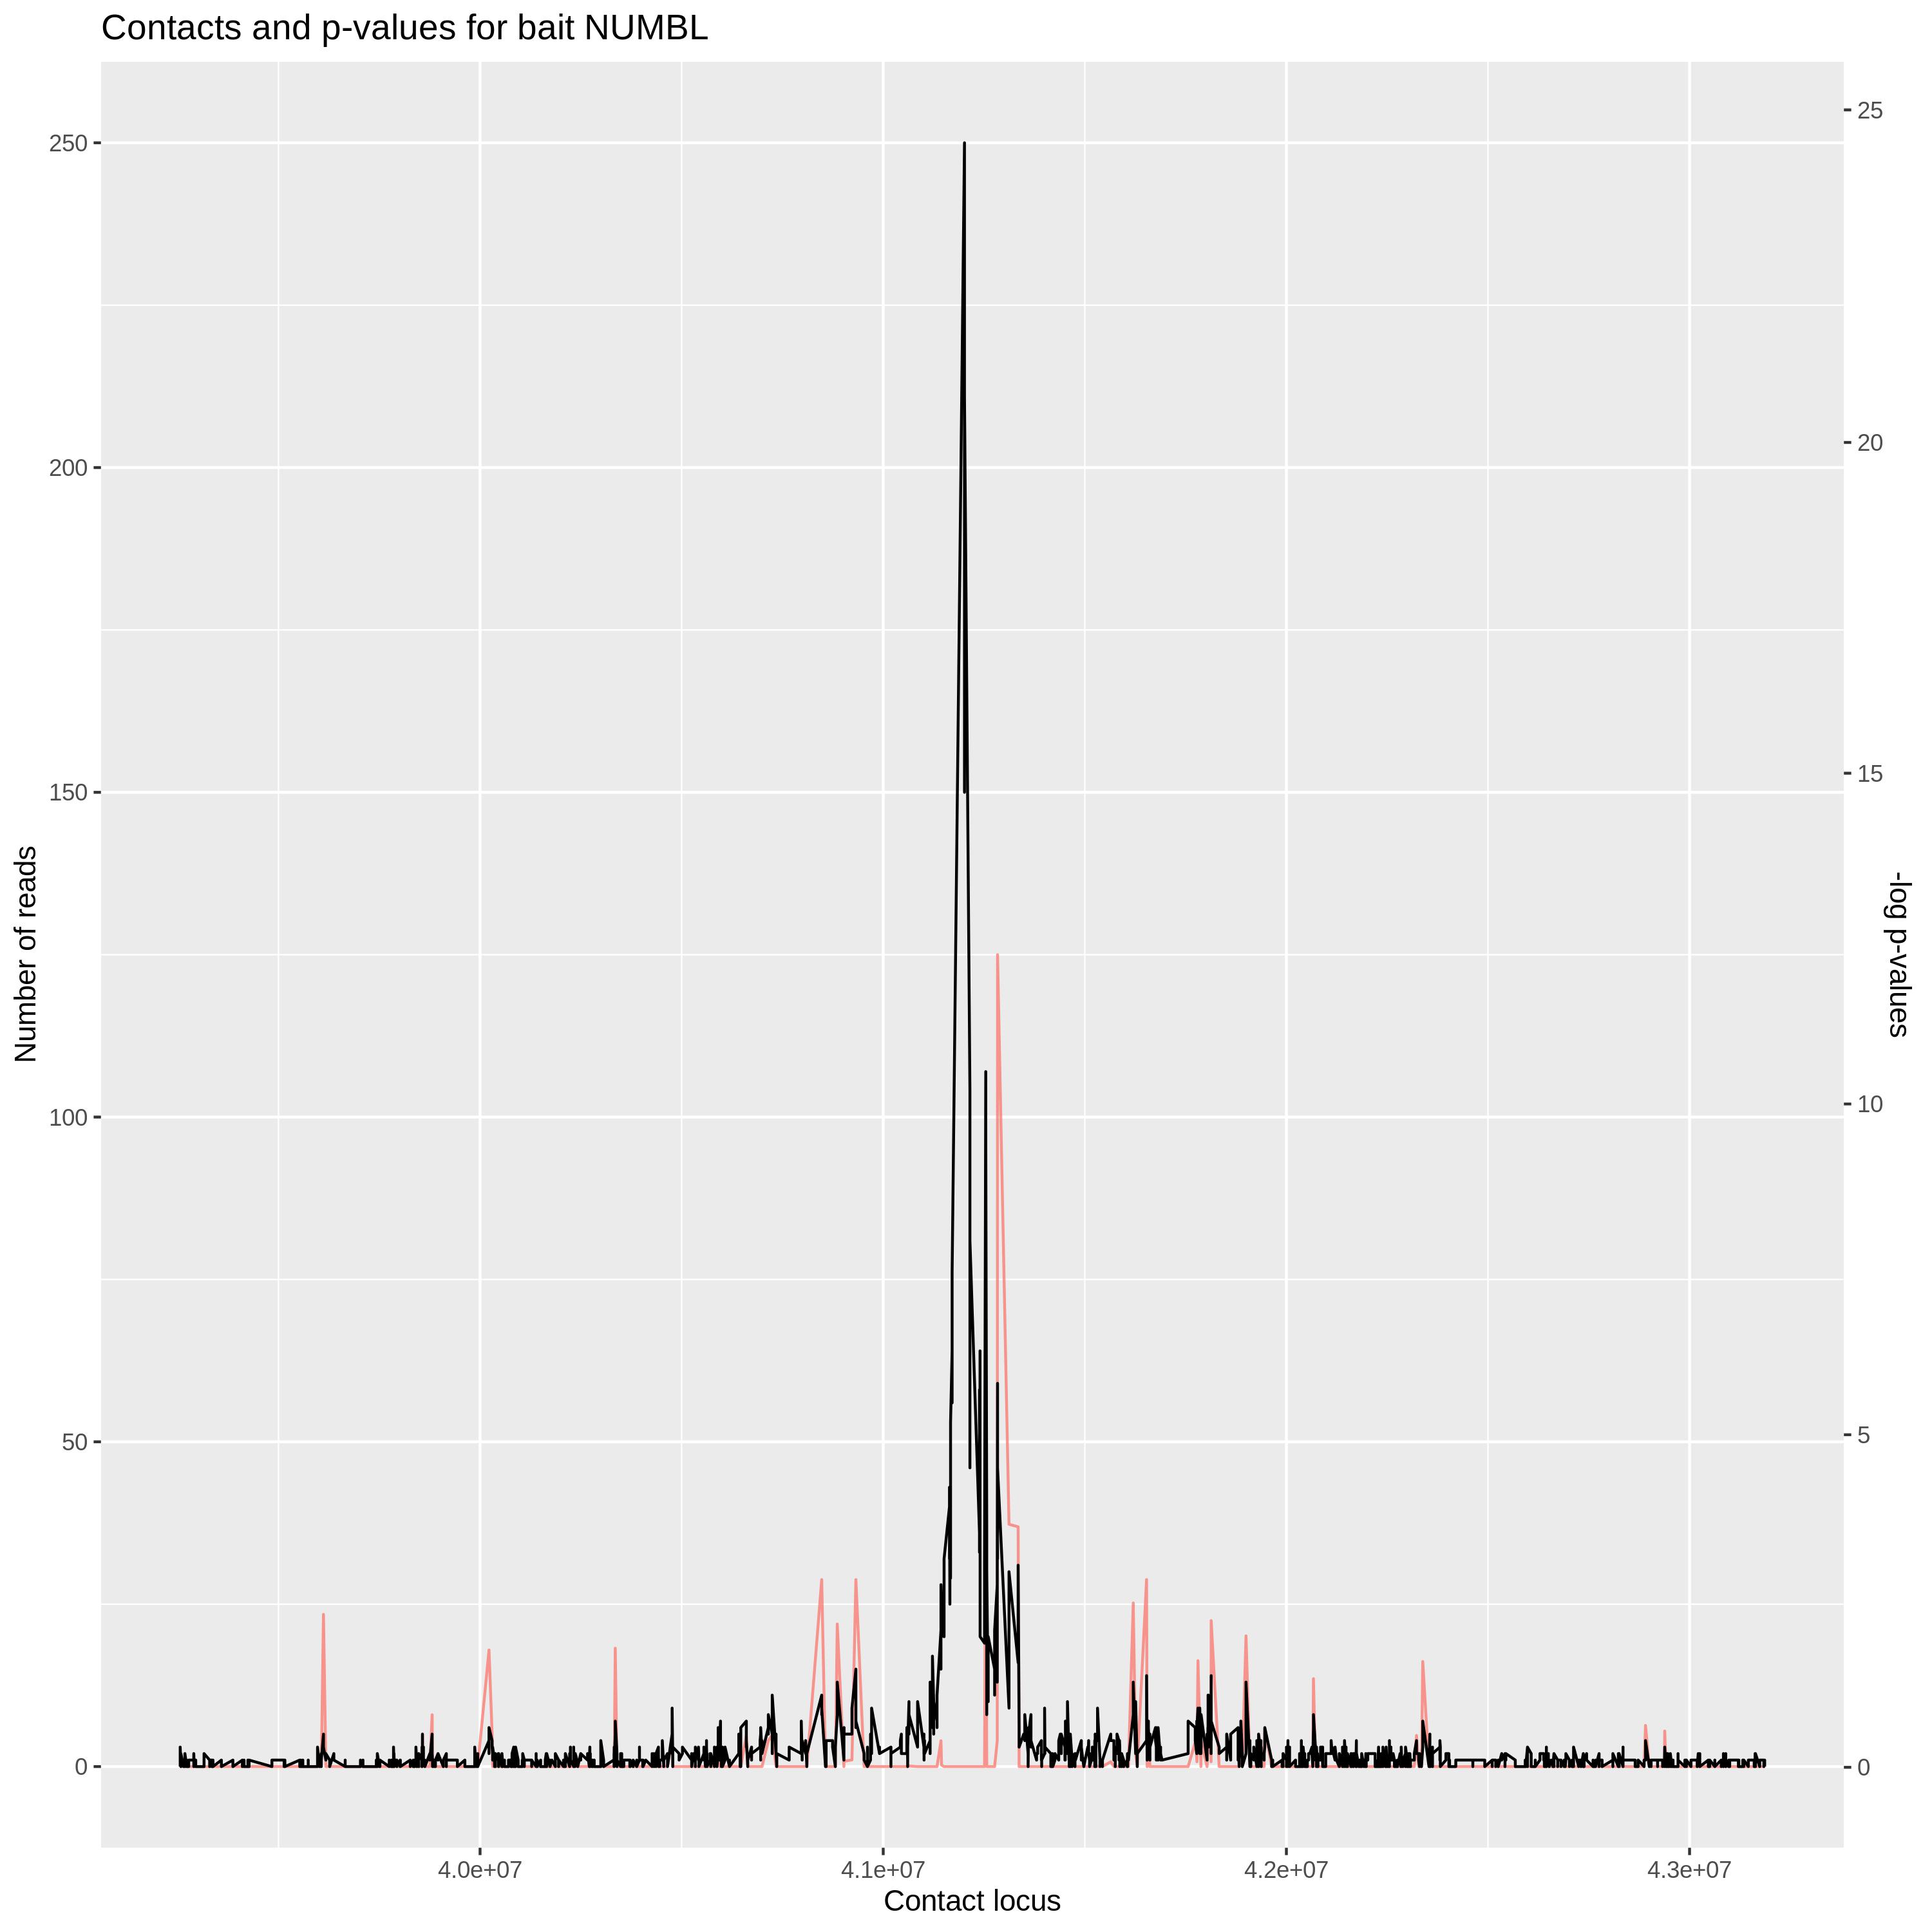 Contacts and p-values for bait NUMBL
250
200
150
100
50
0
Number of reads
25
20
15
10
5
0
-log p-values
4.0e+07
4.1e+07
4.2e+07
4.3e+07
Contact locus